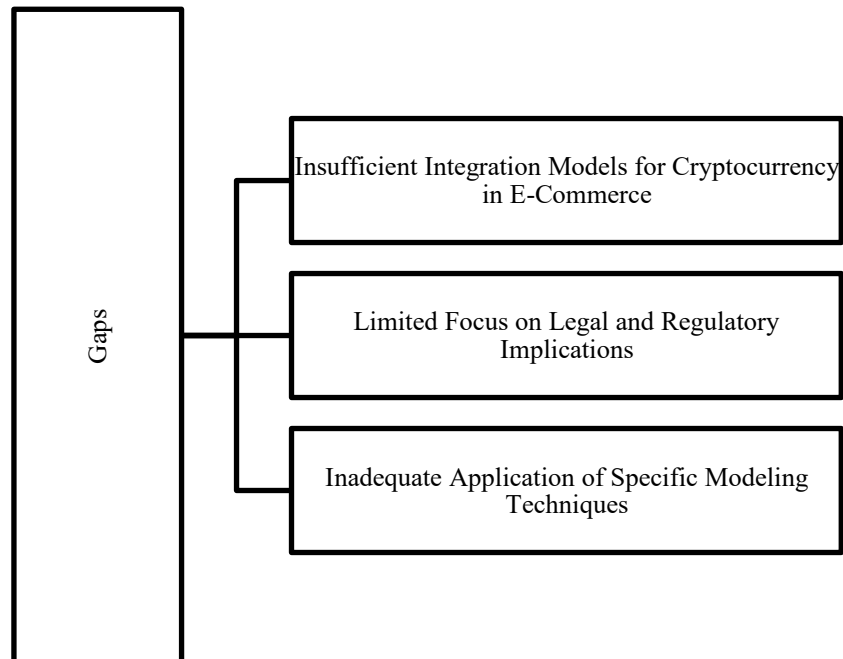 Gaps
Insufficient Integration Models for Cryptocurrency
in E-Commerce
Limited Focus on Legal and Regulatory
Implications
Inadequate Application of Specific Modeling
Techniques